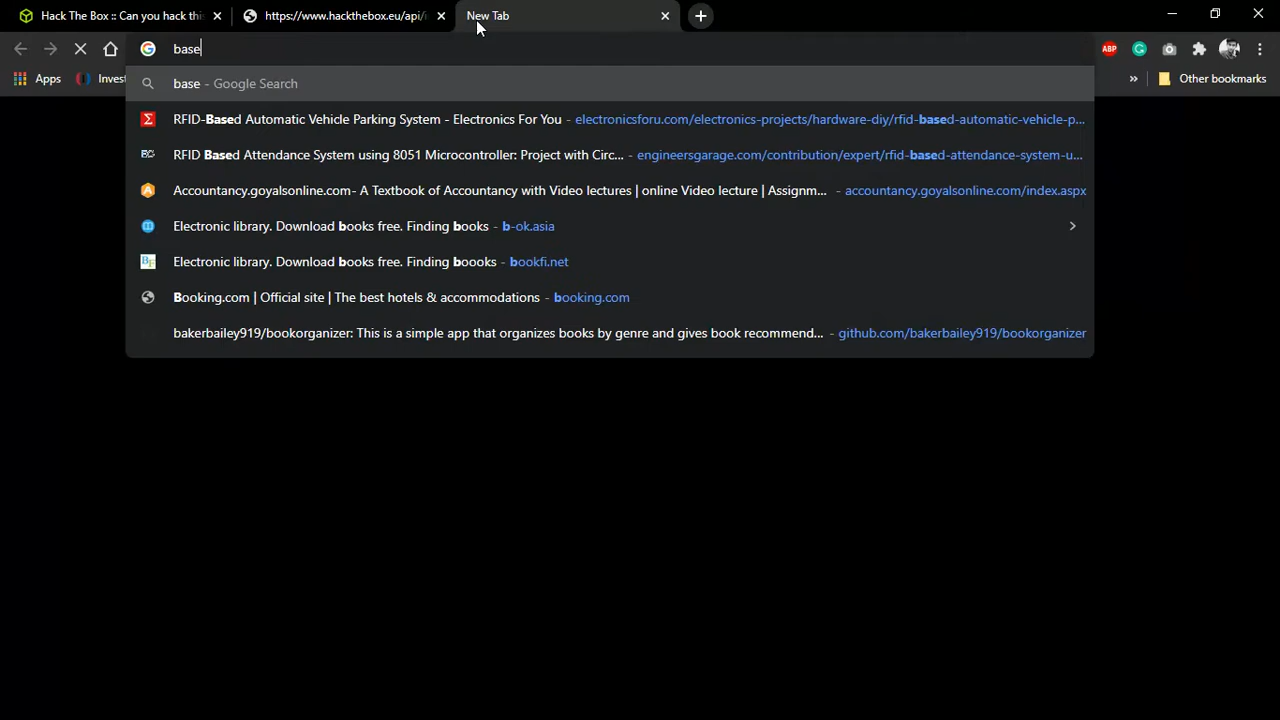 Hack The Box :: Can you hack this
https://www.hackthebox.eu/api/i
New Tab
base
ABP
Apps
Invest
»
Other bookmarks
base - Google Search
RFID-Based Automatic Vehicle Parking System - Electronics For You - electronicsforu.com/electronics-projects/hardware-diy/rfid-based-automatic-vehicle-p...
RFID Based Attendance System using 8051 Microcontroller: Project with Circ... - engineersgarage.com/contribution/expert/rfid-based-attendance-system-u...
Accountancy.goyalsonline.com- A Textbook of Accountancy with Video lectures | online Video lecture | Assignm... - accountancy.goyalsonline.com/index.aspx
Electronic library. Download books free. Finding books - b-ok.asia
Electronic library. Download books free. Finding boooks - bookfi.net
Booking.com | Official site | The best hotels & accommodations - booking.com
bakerbailey919/bookorganizer: This is a simple app that organizes books by genre and gives book recommend... - github.com/bakerbailey919/bookorganizer